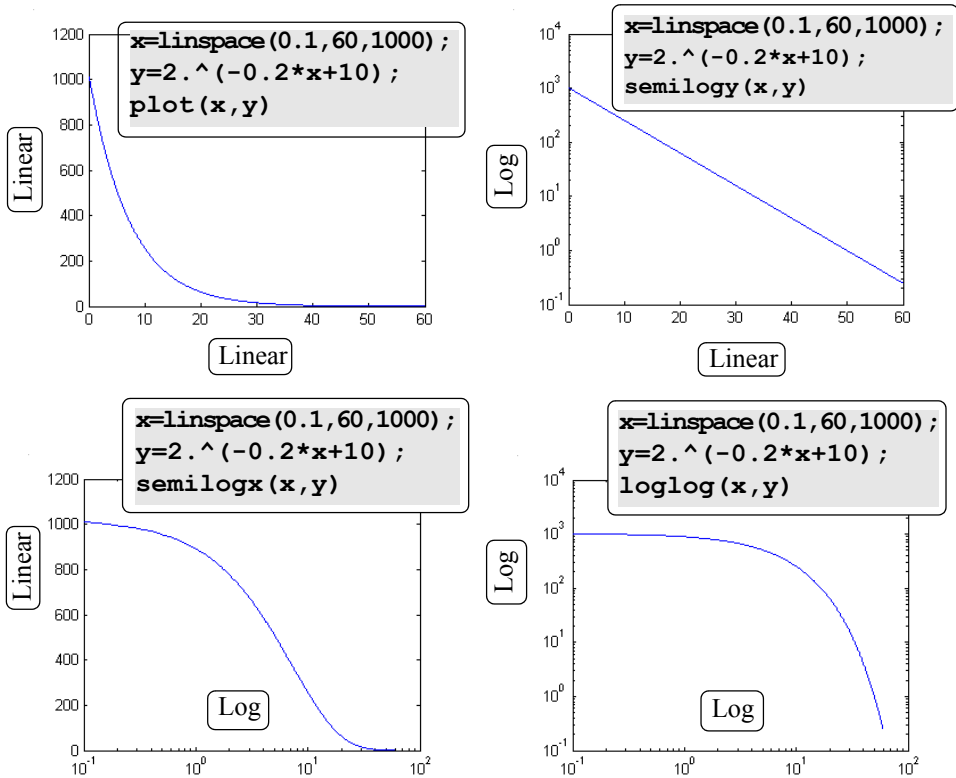 x=linspace(0.1,60,1000);
y=2.^(-0.2*x+10);
plot(x,y)
1200
1000
800
600
400
200
0
Linear
0 10 20 30 40 50 60
Linear
x=linspace(0.1,60,1000);
y=2.^(-0.2*x+10);
semilogy(x,y)
10^4
10^3
10^2
10^1
10^0
10^-1
Log
0 10 20 30 40 50 60
Linear
x=linspace(0.1,60,1000);
y=2.^(-0.2*x+10);
semilogx(x,y)
1200
1000
800
600
400
200
0
Linear
Log
10^-1 10^0 10^1 10^2
x=linspace(0.1,60,1000);
y=2.^(-0.2*x+10);
loglog(x,y)
10^4
10^3
10^2
10^1
10^0
10^-1
Log
Log
10^-1 10^0 10^1 10^2